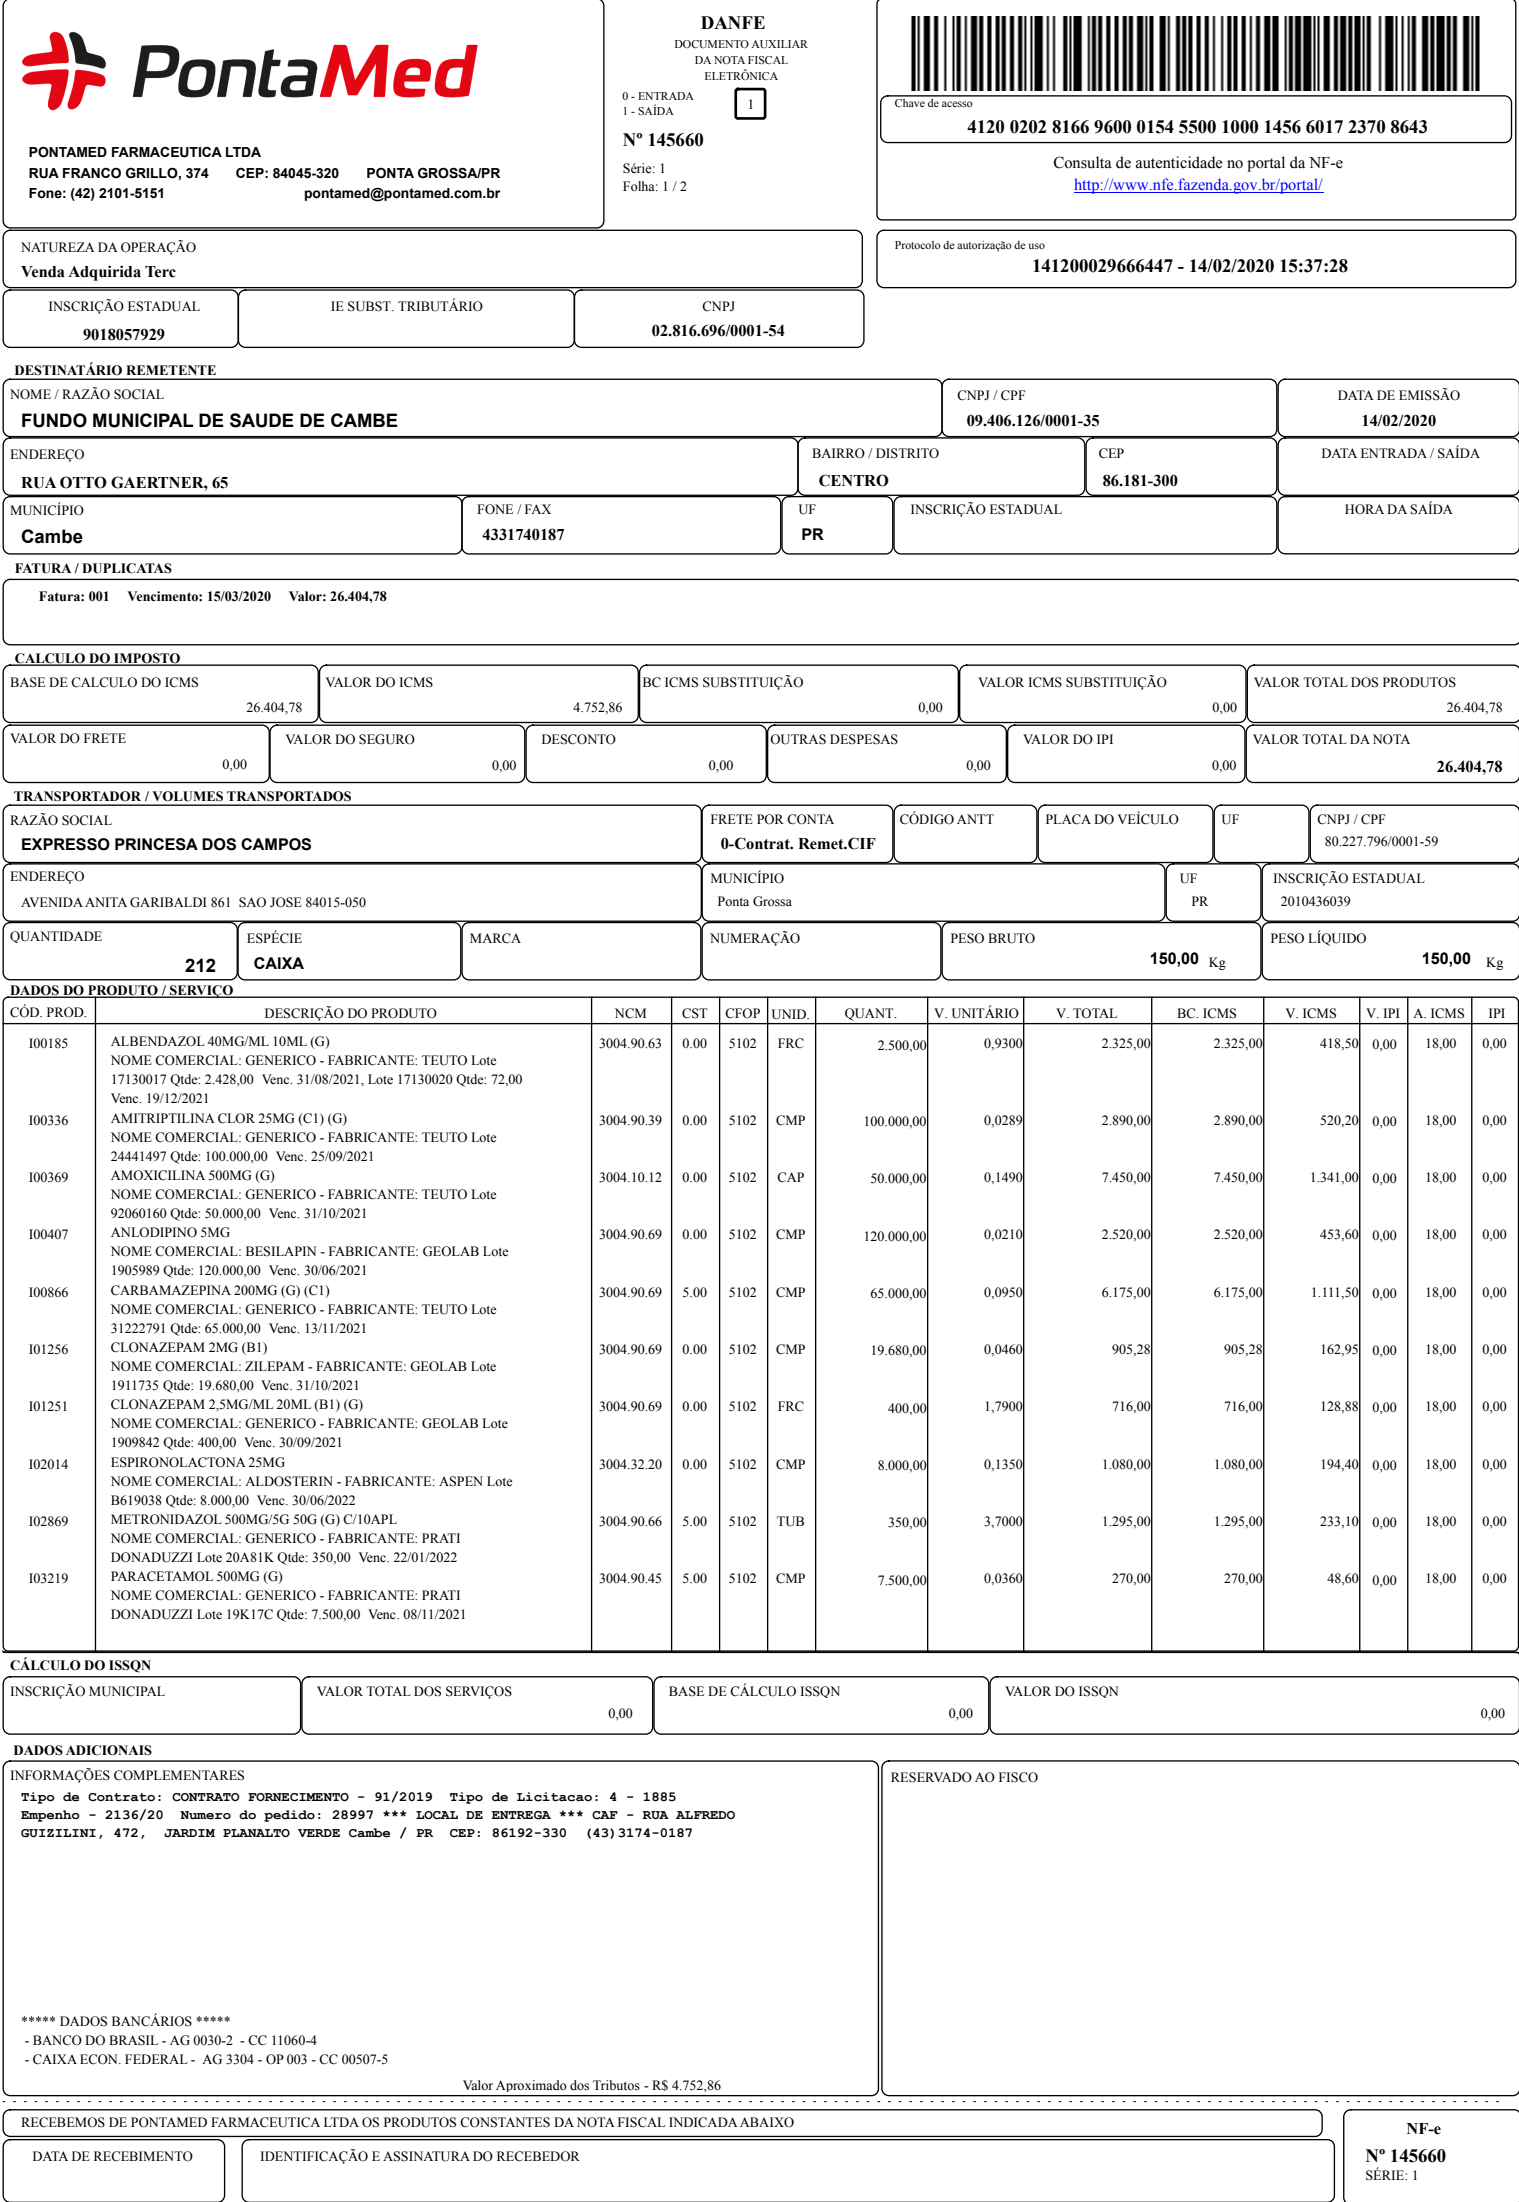 PontaMed
PONTAMED FARMACEUTICA LTDA
RUA FRANCO GRILLO, 374 CEP: 84045-320 PONTA GROSSA/PR
Fone: (42) 2101-5151 pontamed@pontamed.com.br
DANFE
DOCUMENTO AUXILIAR
DA NOTA FISCAL
ELETRÔNICA
0 - ENTRADA
1 - SAÍDA
1
Nº 145660
Série: 1
Folha: 1 / 2
Chave de acesso
4120 0202 8166 9600 0154 5500 1000 1456 6017 2370 8643
Consulta de autenticidade no portal da NF-e
http://www.nfe.fazenda.gov.br/portal/
NATUREZA DA OPERAÇÃO
Venda Adquirida Terc
Protocolo de autorização de uso
141200029666447 - 14/02/2020 15:37:28
INSCRIÇÃO ESTADUAL IE SUBST. TRIBUTÁRIO CNPJ
9018057929 02.816.696/0001-54
DESTINATÁRIO REMETENTE
NOME / RAZÃO SOCIAL CNPJ / CPF DATA DE EMISSÃO
FUNDO MUNICIPAL DE SAUDE DE CAMBE 09.406.126/0001-35 14/02/2020
ENDEREÇO BAIRRO / DISTRITO CEP DATA ENTRADA / SAÍDA
RUA OTTO GAERTNER, 65 CENTRO 86.181-300
MUNICÍPIO FONE / FAX UF INSCRIÇÃO ESTADUAL HORA DA SAÍDA
Cambe 4331740187 PR
FATURA / DUPLICATAS
Fatura: 001 Vencimento: 15/03/2020 Valor: 26.404,78
CALCULO DO IMPOSTO
BASE DE CALCULO DO ICMS VALOR DO ICMS BC ICMS SUBSTITUIÇÃO VALOR ICMS SUBSTITUIÇÃO VALOR TOTAL DOS PRODUTOS
26.404,78 4.752,86 0,00 0,00 26.404,78
VALOR DO FRETE VALOR DO SEGURO DESCONTO OUTRAS DESPESAS VALOR DO IPI VALOR TOTAL DA NOTA
0,00 0,00 0,00 0,00 0,00 26.404,78
TRANSPORTADOR / VOLUMES TRANSPORTADOS
RAZÃO SOCIAL FRETE POR CONTA CÓDIGO ANTT PLACA DO VEÍCULO UF CNPJ / CPF
EXPRESSO PRINCESA DOS CAMPOS 0-Contrat. Remet.CIF 80.227.796/0001-59
ENDEREÇO MUNICÍPIO UF INSCRIÇÃO ESTADUAL
AVENIDA ANITA GARIBALDI 861 SAO JOSE 84015-050 Ponta Grossa PR 2010436039
QUANTIDADE ESPÉCIE MARCA NUMERAÇÃO PESO BRUTO PESO LÍQUIDO
212 CAIXA 150,00 Kg 150,00 Kg
DADOS DO PRODUTO / SERVIÇO
CÓD. PROD. DESCRIÇÃO DO PRODUTO NCM CST CFOP UNID. QUANT. V. UNITÁRIO V. TOTAL BC. ICMS V. ICMS V. IPI A. ICMS IPI
I00185 ALBENDAZOL 40MG/ML 10ML (G) 3004.90.63 0.00 5102 FRC 2.500,00 0,9300 2.325,00 2.325,00 418,50 0,00 18,00 0,00
NOME COMERCIAL: GENERICO - FABRICANTE: TEUTO Lote
17130017 Qtde: 2.428,00 Venc. 31/08/2021, Lote 17130020 Qtde: 72,00
Venc. 19/12/2021
I00336 AMITRIPTILINA CLOR 25MG (C1) (G) 3004.90.39 0.00 5102 CMP 100.000,00 0,0289 2.890,00 2.890,00 520,20 0,00 18,00 0,00
NOME COMERCIAL: GENERICO - FABRICANTE: TEUTO Lote
24441497 Qtde: 100.000,00 Venc. 25/09/2021
I00369 AMOXICILINA 500MG (G) 3004.10.12 0.00 5102 CAP 50.000,00 0,1490 7.450,00 7.450,00 1.341,00 0,00 18,00 0,00
NOME COMERCIAL: GENERICO - FABRICANTE: TEUTO Lote
92060160 Qtde: 50.000,00 Venc. 31/10/2021
I00407 ANLODIPINO 5MG 3004.90.69 0.00 5102 CMP 120.000,00 0,0210 2.520,00 2.520,00 453,60 0,00 18,00 0,00
NOME COMERCIAL: BESILAPIN - FABRICANTE: GEOLAB Lote
1905989 Qtde: 120.000,00 Venc. 30/06/2021
I00866 CARBAMAZEPINA 200MG (G) (C1) 3004.90.69 5.00 5102 CMP 65.000,00 0,0950 6.175,00 6.175,00 1.111,50 0,00 18,00 0,00
NOME COMERCIAL: GENERICO - FABRICANTE: TEUTO Lote
31222791 Qtde: 65.000,00 Venc. 13/11/2021
I01256 CLONAZEPAM 2MG (B1) 3004.90.69 0.00 5102 CMP 19.680,00 0,0460 905,28 905,28 162,95 0,00 18,00 0,00
NOME COMERCIAL: ZILEPAM - FABRICANTE: GEOLAB Lote
1911735 Qtde: 19.680,00 Venc. 31/10/2021
I01251 CLONAZEPAM 2,5MG/ML 20ML (B1) (G) 3004.90.69 0.00 5102 FRC 400,00 1,7900 716,00 716,00 128,88 0,00 18,00 0,00
NOME COMERCIAL: GENERICO - FABRICANTE: GEOLAB Lote
1909842 Qtde: 400,00 Venc. 30/09/2021
I02014 ESPIRONOLACTONA 25MG 3004.32.20 0.00 5102 CMP 8.000,00 0,1350 1.080,00 1.080,00 194,40 0,00 18,00 0,00
NOME COMERCIAL: ALDOSTERIN - FABRICANTE: ASPEN Lote
B619038 Qtde: 8.000,00 Venc. 30/06/2022
I02869 METRONIDAZOL 500MG/5G 50G (G) C/10APL 3004.90.66 5.00 5102 TUB 350,00 3,7000 1.295,00 1.295,00 233,10 0,00 18,00 0,00
NOME COMERCIAL: GENERICO - FABRICANTE: PRATI
DONADUZZI Lote 20A81K Qtde: 350,00 Venc. 22/01/2022
I03219 PARACETAMOL 500MG (G) 3004.90.45 5.00 5102 CMP 7.500,00 0,0360 270,00 270,00 48,60 0,00 18,00 0,00
NOME COMERCIAL: GENERICO - FABRICANTE: PRATI
DONADUZZI Lote 19K17C Qtde: 7.500,00 Venc. 08/11/2021
CÁLCULO DO ISSQN
INSCRIÇÃO MUNICIPAL VALOR TOTAL DOS SERVIÇOS BASE DE CÁLCULO ISSQN VALOR DO ISSQN
0,00 0,00 0,00
DADOS ADICIONAIS
INFORMAÇÕES COMPLEMENTARES RESERVADO AO FISCO
Tipo de Contrato: CONTRATO FORNECIMENTO - 91/2019 Tipo de Licitacao: 4 - 1885
Empenho - 2136/20 Numero do pedido: 28997 *** LOCAL DE ENTREGA *** CAF - RUA ALFREDO
GUIZILINI, 472, JARDIM PLANALTO VERDE Cambe / PR CEP: 86192-330 (43)3174-0187
***** DADOS BANCÁRIOS *****
- BANCO DO BRASIL - AG 0030-2 - CC 11060-4
- CAIXA ECON. FEDERAL - AG 3304 - OP 003 - CC 00507-5
Valor Aproximado dos Tributos - R$ 4.752,86
RECEBEMOS DE PONTAMED FARMACEUTICA LTDA OS PRODUTOS CONSTANTES DA NOTA FISCAL INDICADA ABAIXO
DATA DE RECEBIMENTO IDENTIFICAÇÃO E ASSINATURA DO RECEBEDOR
NF-e
Nº 145660
SÉRIE: 1